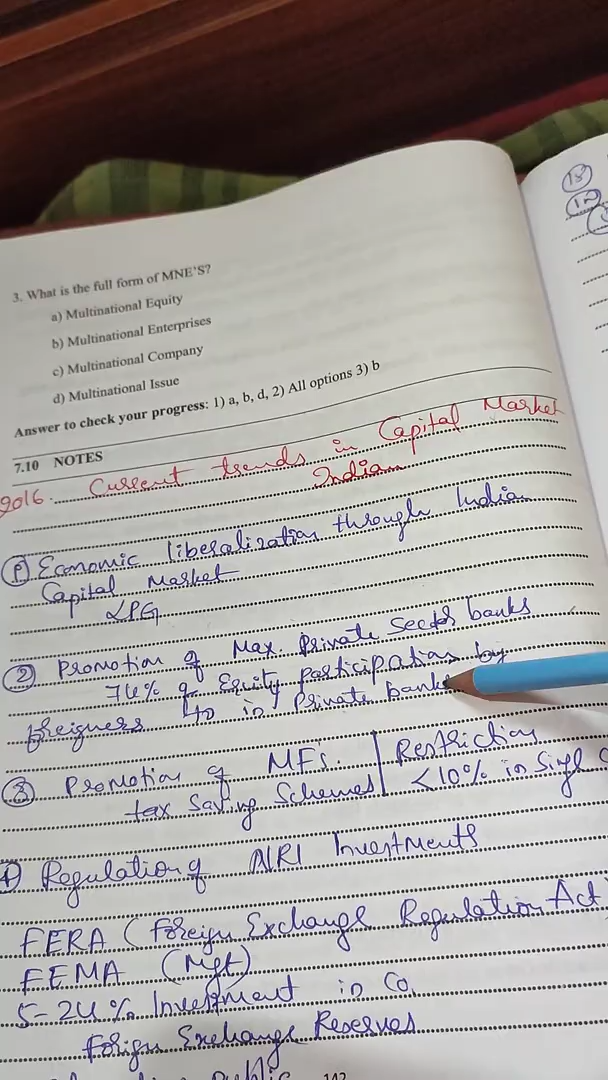 3. What is the full form of MNE'S?
a) Multinational Equity
b) Multinational Enterprises
c) Multinational Company
d) Multinational Issue
Answer to check your progress: 1) a, b, d, 2) All options 3) b
7.10 NOTES
2016. Current trends in Capital Market
Indian
① Economic liberalization through Indian
Capital Market
LPG
② Promotion of Max. Private Sector banks
74% of Equity participation by
foreigners in Private banks
③ Promotion of MFs. Restriction
tax Saving Schemes <10% in
4 Regulation of NRI Investments
FERA (Foreign Exchange Regulation Act)
FEMA (Mgt)
5-24% Investment in Co.
Foreign Exchange Reserves
public
142
18
12